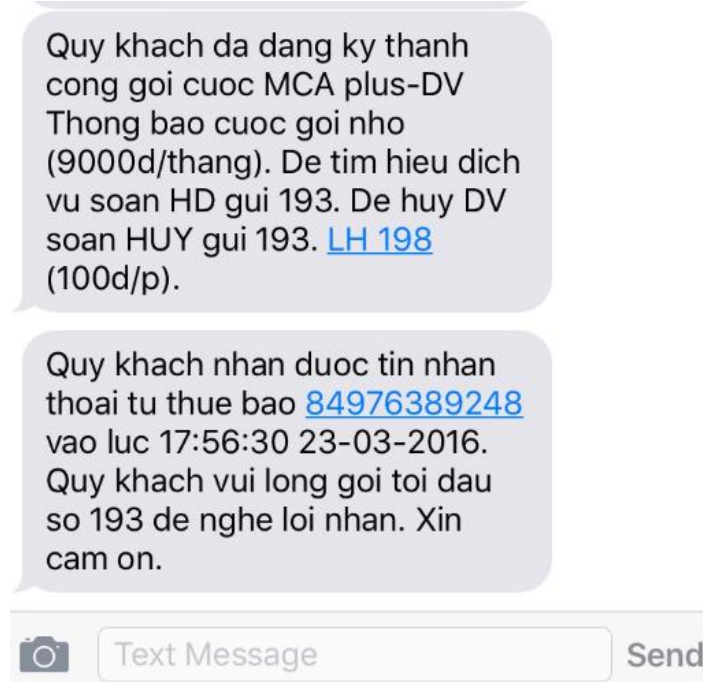 Quy khach da dang ky thanh
cong goi cuoc MCA plus-DV
Thong bao cuoc goi nho
(9000d/thang). De tim hieu dich
vu soan HD gui 193. De huy DV
soan HUY gui 193. LH 198
(100d/p).
Quy khach nhan duoc tin nhan
thoai tu thue bao 84976389248
vao luc 17:56:30 23-03-2016.
Quy khach vui long goi toi dau
so 193 de nghe loi nhan. Xin
cam on.
Text Message
Send